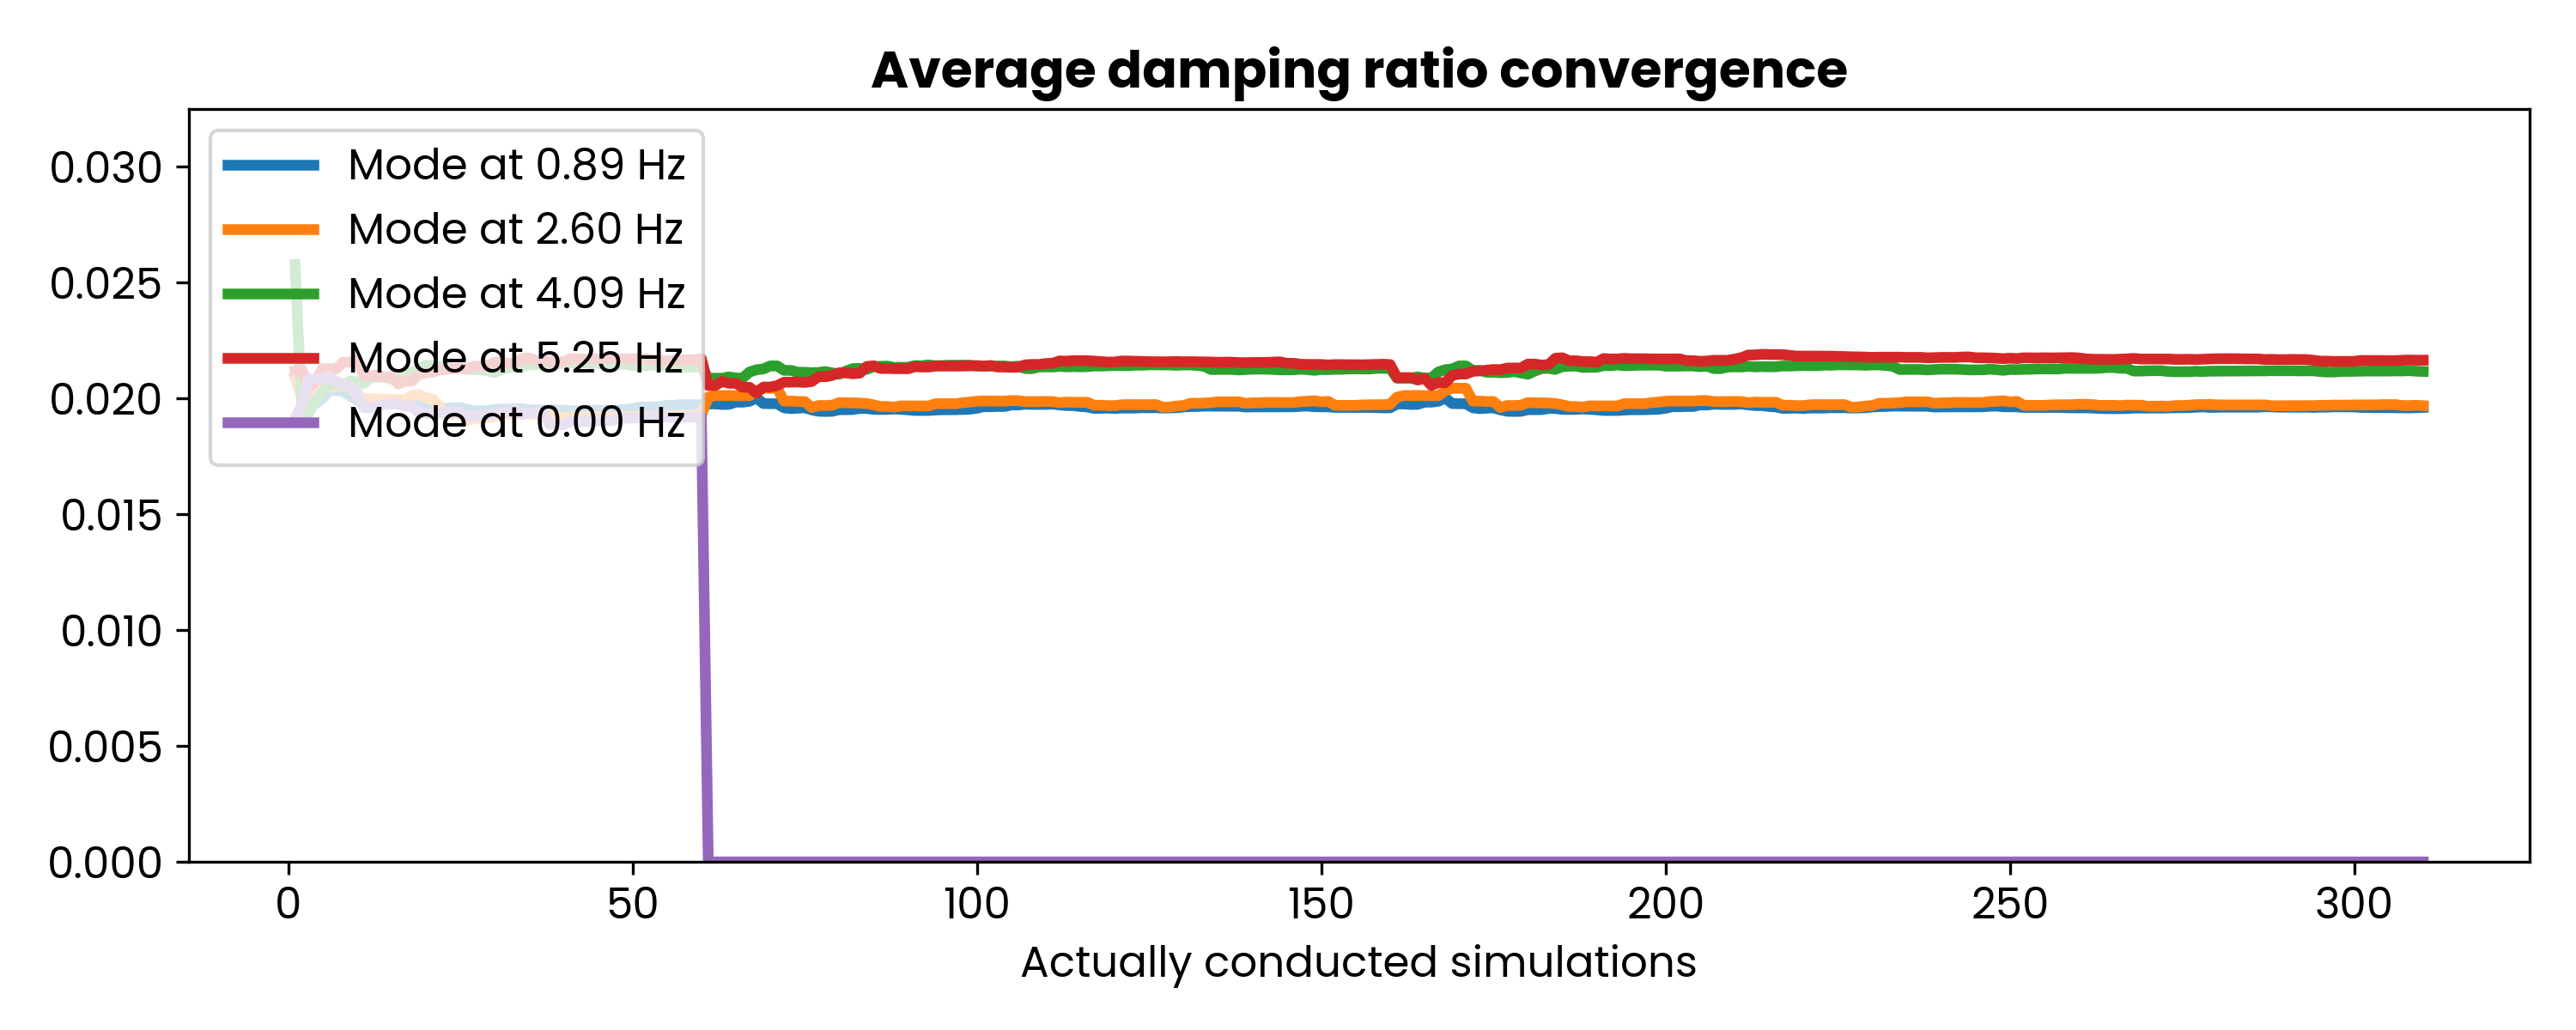 Average damping ratio convergence
0.030
0.025
0.020
0.015
0.010
0.005
0.000
Mode at 0.89 Hz
Mode at 2.60 Hz
Mode at 4.09 Hz
Mode at 5.25 Hz
Mode at 0.00 Hz
0 50 100 150 200 250 300
Actually conducted simulations